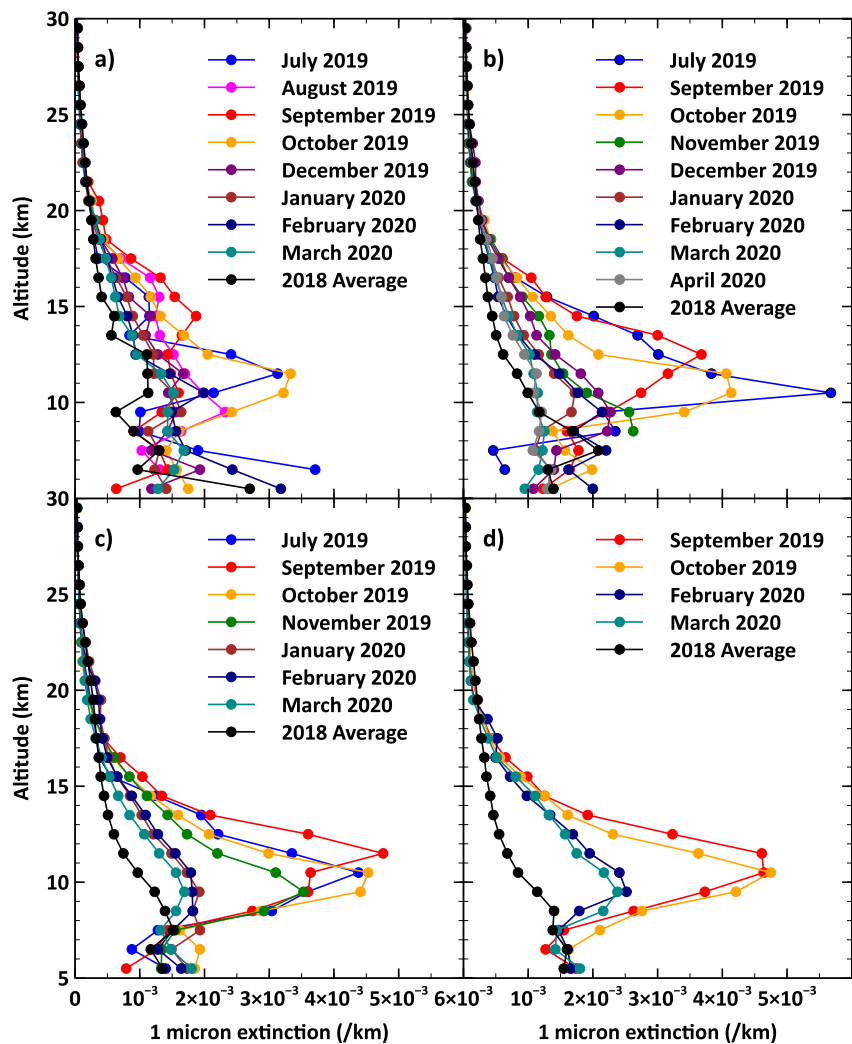 30
25
20
15
10
30
Altitude (km)
a)
July 2019
August 2019
September 2019
October 2019
December 2019
January 2020
February 2020
March 2020
2018 Average
b)
July 2019
September 2019
October 2019
November 2019
December 2019
January 2020
February 2020
March 2020
April 2020
2018 Average
25
20
15
10
5
Altitude (km)
c)
July 2019
September 2019
October 2019
November 2019
January 2020
February 2020
March 2020
2018 Average
d)
September 2019
October 2019
February 2020
March 2020
2018 Average
0 10⁻³ 2×10⁻³ 3×10⁻³ 4×10⁻³ 5×10⁻³ 6×10⁻³ 10⁻³ 2×10⁻³ 3×10⁻³ 4×10⁻³ 5×10⁻³
1 micron extinction (/km) 1 micron extinction (/km)